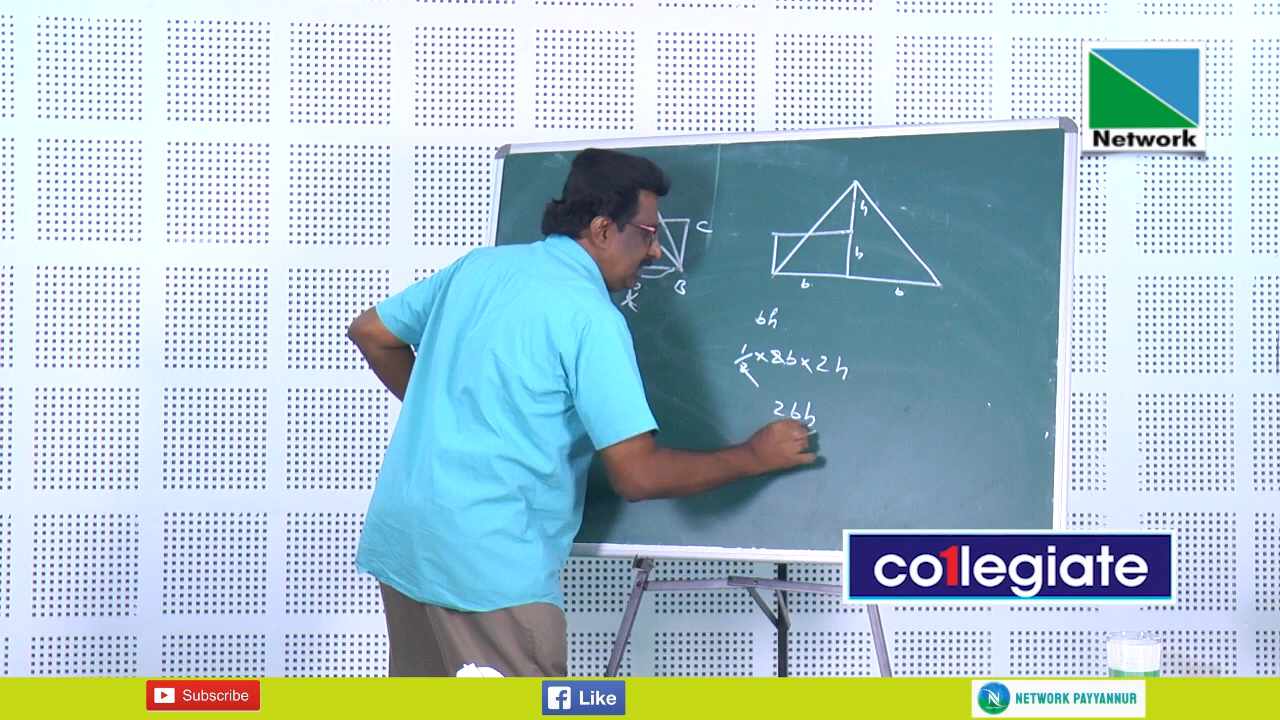 Network
C
B
h
h
b
b
bh
1/2 × 2b × 2h
2bh
co1legiate
Subscribe
Like
NETWORK PAYYANNUR